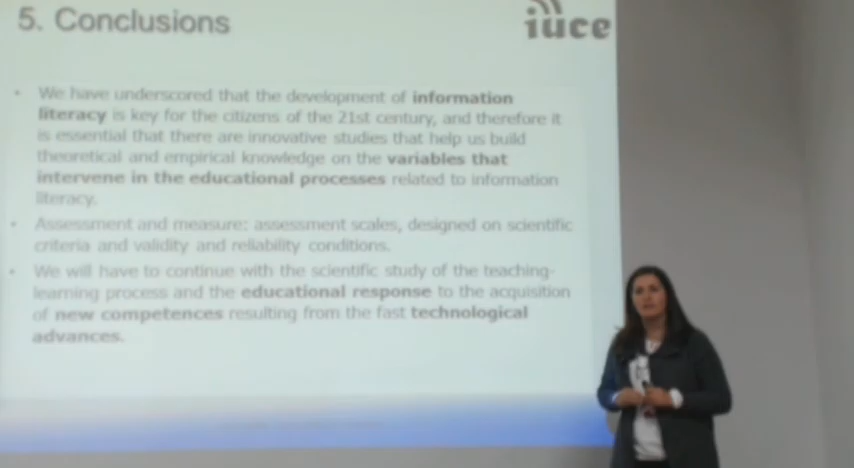 5. Conclusions
iuce
• We have underscored that the development of information
literacy is key for the citizens of the 21st century, and therefore it
is essential that there are innovative studies that help us build
theoretical and empirical knowledge on the variables that
intervene in the educational processes related to information
literacy.
• Assessment and measure: assessment scales, designed on scientific
criteria and validity and reliability conditions.
• We will have to continue with the scientific study of the teaching-
learning process and the educational response to the acquisition
of new competences resulting from the fast technological
advances.